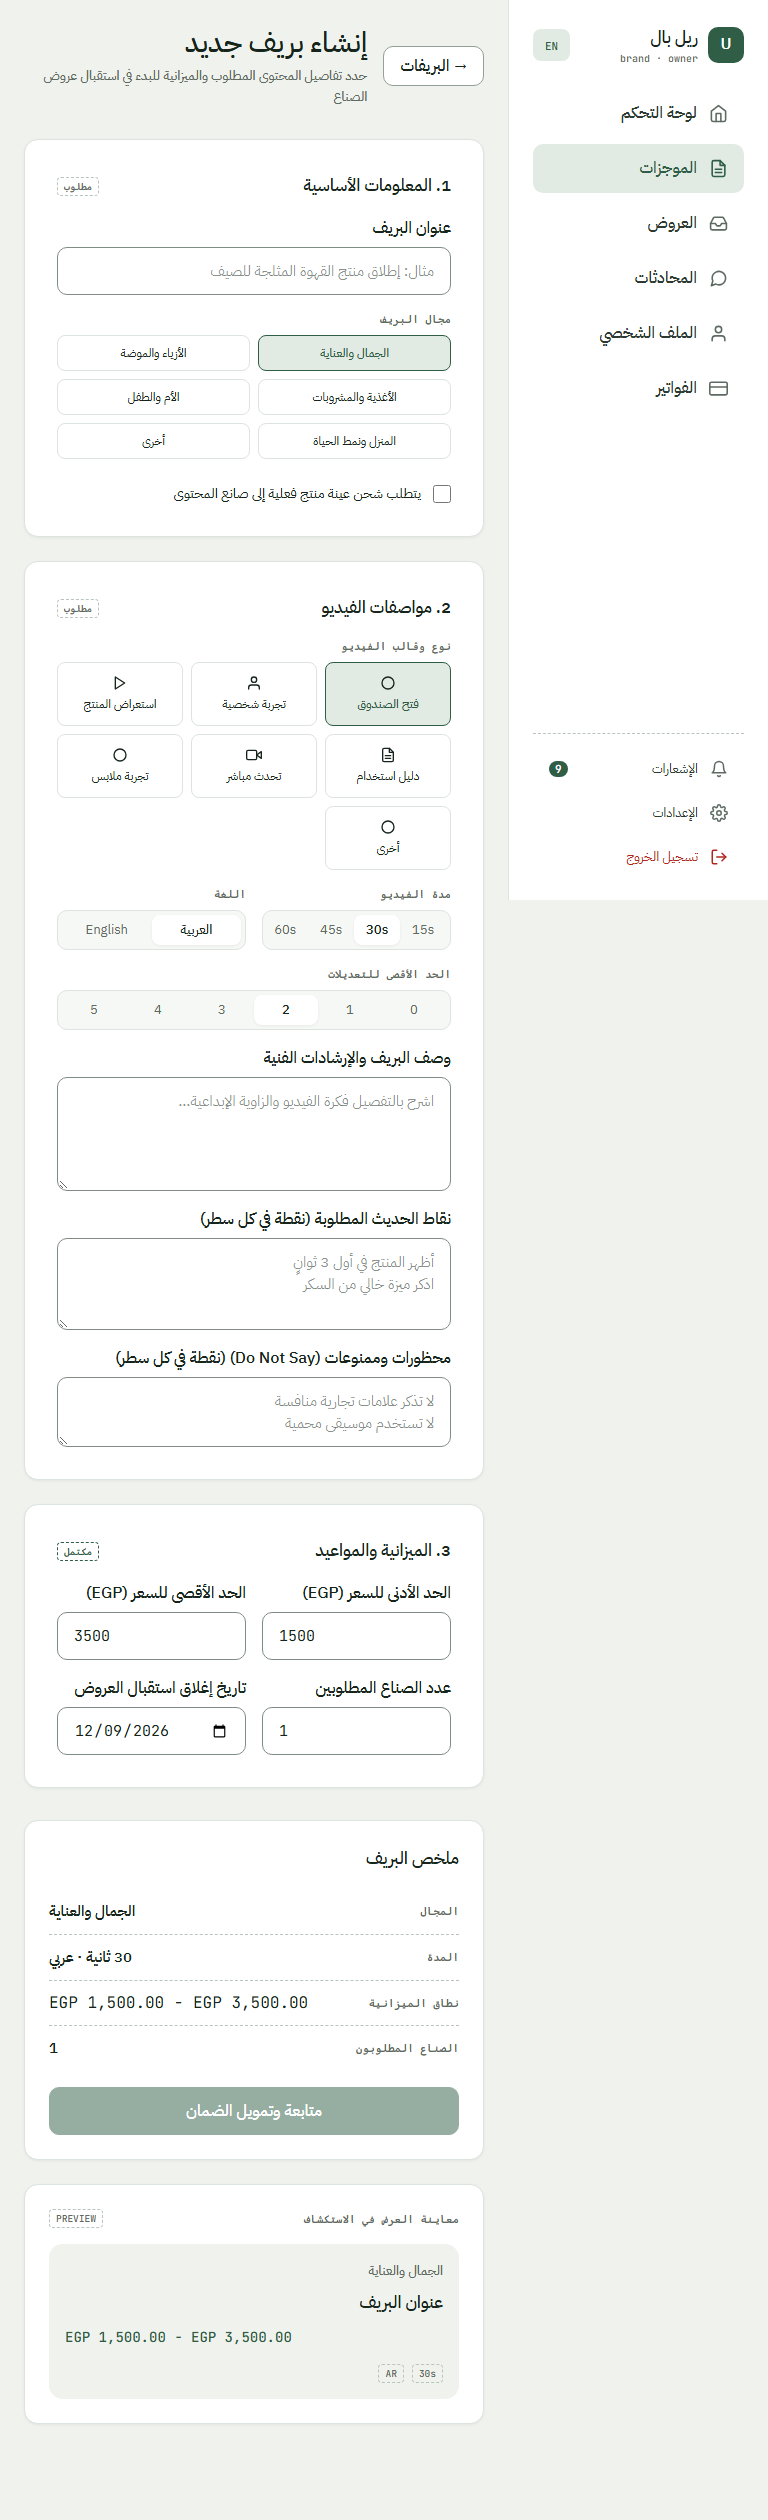 U
ريل بال
brand · owner
EN
لوحة التحكم
الموجزات
العروض
المحادثات
الملف الشخصي
الفواتير
الإشعارات
9
الإعدادات
تسجيل الخروج
→ البريفات
إنشاء بريف جديد
حدد تفاصيل المحتوى المطلوب والميزانية للبدء في استقبال عروض
الصناع
1. المعلومات الأساسية
مطلوب
عنوان البريف
مثال: إطلاق منتج القهوة المثلجة للصيف
مجال البريف
الجمال والعناية
الأزياء والموضة
الأغذية والمشروبات
الأم والطفل
المنزل ونمط الحياة
أخرى
يتطلب شحن عينة منتج فعلية إلى صانع المحتوى
2. مواصفات الفيديو
مطلوب
نوع وقالب الفيديو
فتح الصندوق
تجربة شخصية
استعراض المنتج
دليل استخدام
تحدث مباشر
تجربة ملابس
أخرى
مدة الفيديو
اللغة
15s
30s
45s
60s
العربية
English
الحد الأقصى للتعديلات
0
1
2
3
4
5
وصف البريف والإرشادات الفنية
اشرح بالتفصيل فكرة الفيديو والزاوية الإبداعية...
نقاط الحديث المطلوبة (نقطة في كل سطر)
أظهر المنتج في أول 3 ثوانٍ
اذكر ميزة خالي من السكر
محظورات وممنوعات (Do Not Say) (نقطة في كل سطر)
لا تذكر علامات تجارية منافسة
لا تستخدم موسيقى محمية
3. الميزانية والمواعيد
مكتمل
الحد الأدنى للسعر (EGP)
الحد الأقصى للسعر (EGP)
1500
3500
عدد الصناع المطلوبين
تاريخ إغلاق استقبال العروض
1
12/09/2026
ملخص البريف
المجال
الجمال والعناية
المدة
30 ثانية · عربي
نطاق الميزانية
EGP 1,500.00 - EGP 3,500.00
الصناع المطلوبون
1
متابعة وتمويل الضمان
معاينة العرض في الاستكشاف
PREVIEW
الجمال والعناية
عنوان البريف
EGP 1,500.00 - EGP 3,500.00
30s
AR